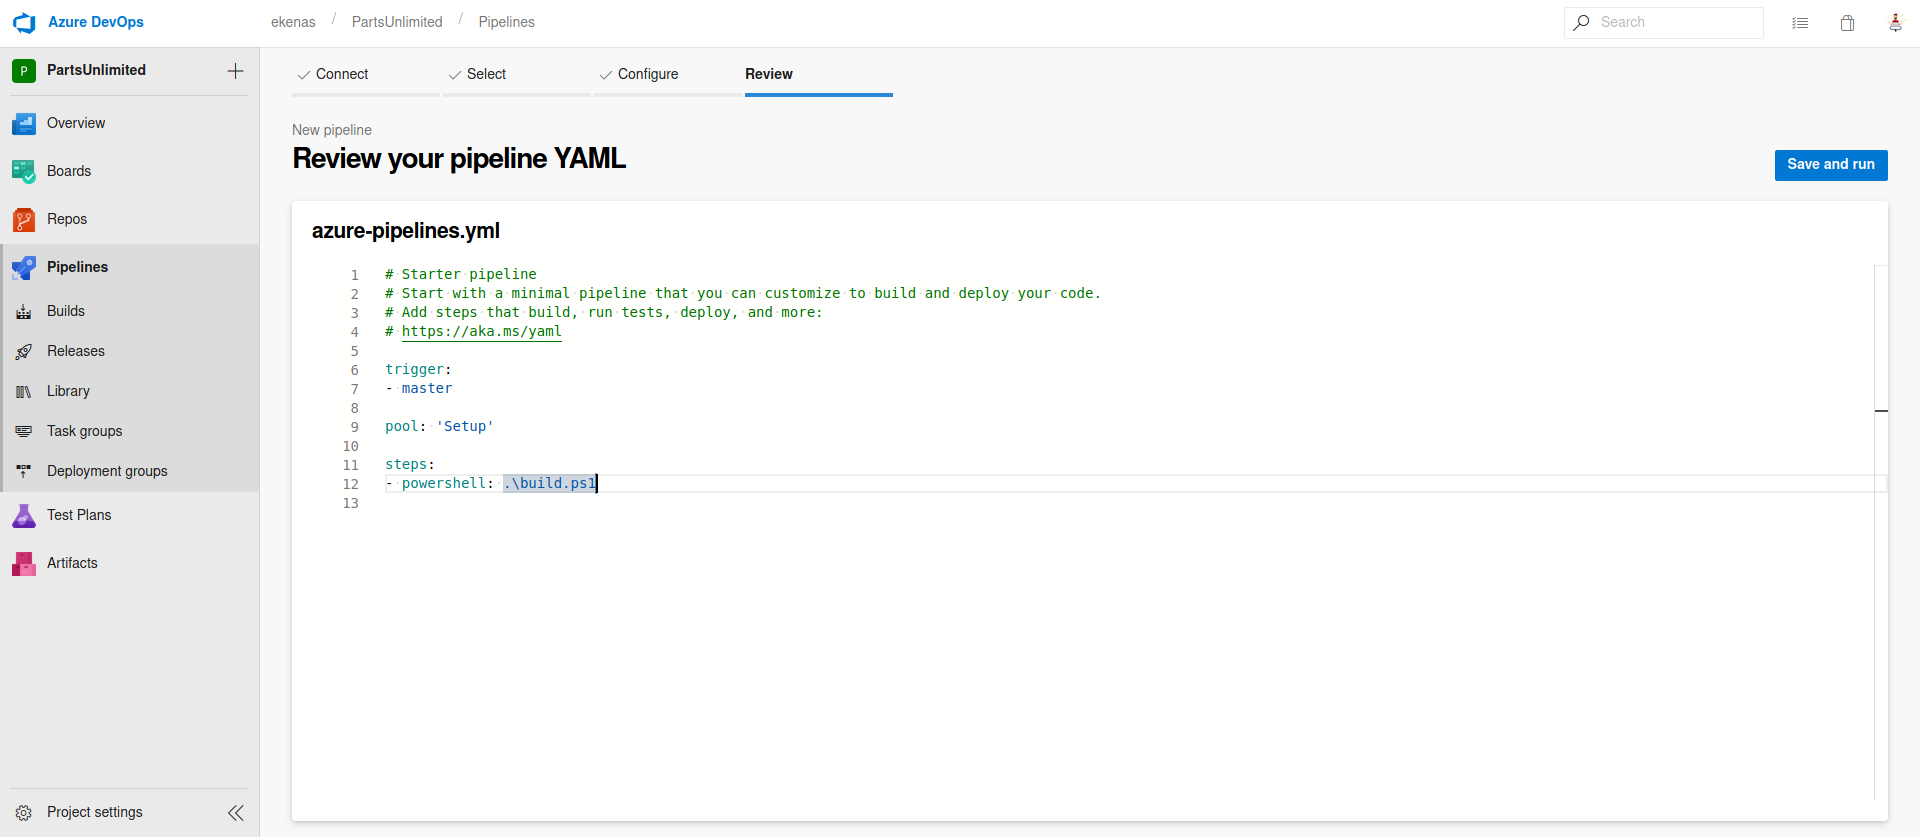 Azure DevOps
ekenas / PartsUnlimited / Pipelines
Search
P PartsUnlimited
Overview
Boards
Repos
Pipelines
Builds
Releases
Library
Task groups
Deployment groups
Test Plans
Artifacts
Project settings
Connect
Select
Configure
Review
New pipeline
Review your pipeline YAML
Save and run
azure-pipelines.yml
1 # Starter pipeline
2 # Start with a minimal pipeline that you can customize to build and deploy your code.
3 # Add steps that build, run tests, deploy, and more:
4 # https://aka.ms/yaml
5
6 trigger:
7 - master
8
9 pool: 'Setup'
10
11 steps:
12 - powershell: .\build.ps1
13